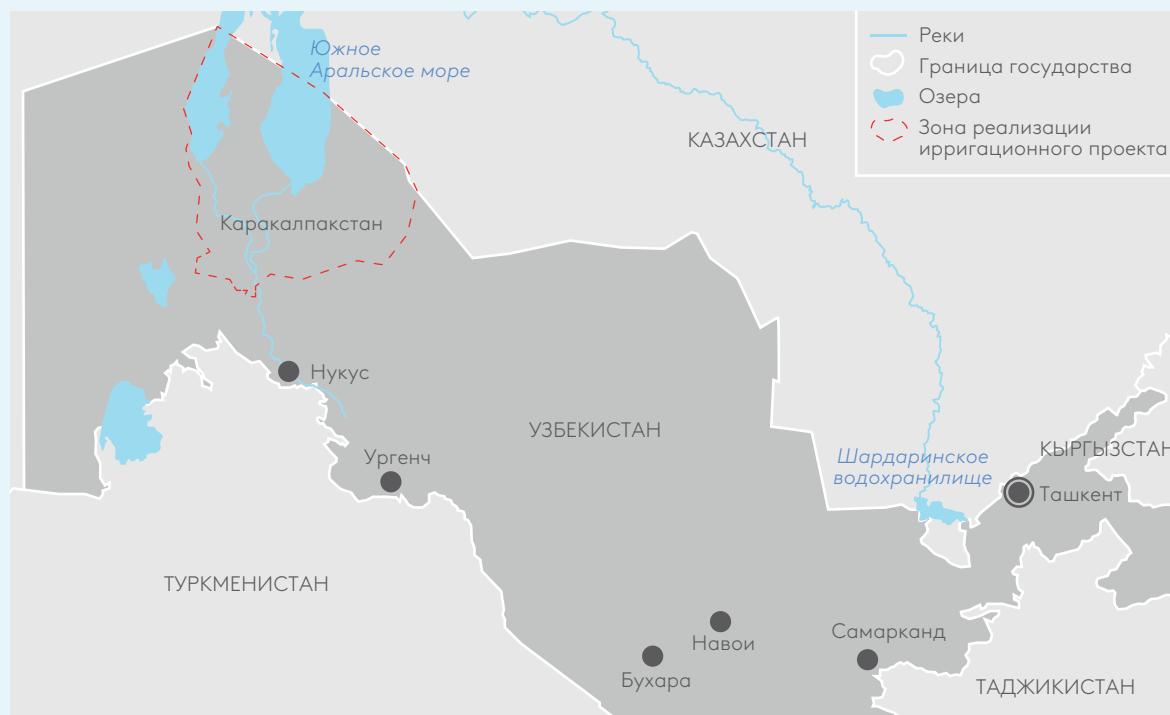 Южное
Аральское море
Реки
Граница государства
Озера
Зона реализации
ирригационного проекта
КАЗАХСТАН
Каракалпакстан
Нукус
УЗБЕКИСТАН
КЫРГЫЗСТАН
Ургенч
Шардаринское
водохранилище
Ташкент
ТУРКМЕНИСТАН
Навои
Самарканд
Бухара
ТАДЖИКИСТАН